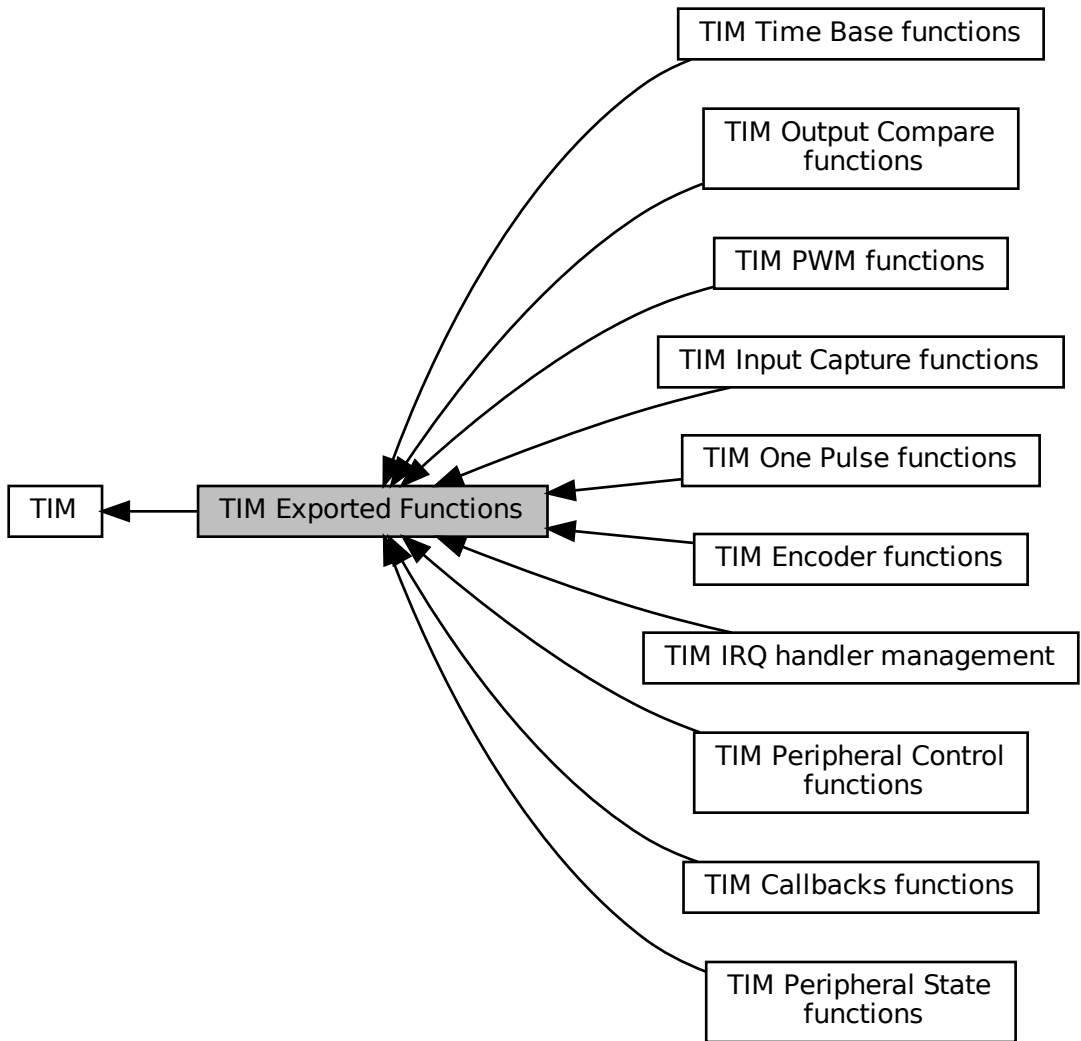 TIM Time Base functions
TIM Output Compare
functions
TIM PWM functions
TIM Input Capture functions
TIM One Pulse functions
TIM
TIM Exported Functions
TIM Encoder functions
TIM IRQ handler management
TIM Peripheral Control
functions
TIM Callbacks functions
TIM Peripheral State
functions